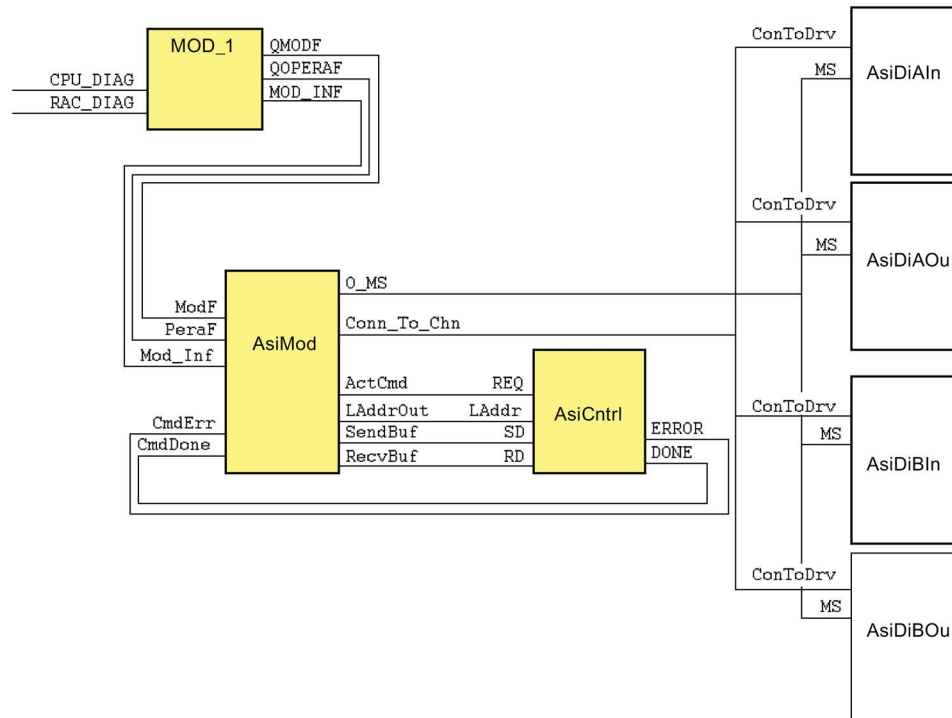 MOD_1
QMODF
QOPERAF
MOD_INF
CPU_DIAG
RAC_DIAG
ConToDrv
MS
AsiDiAIn
ConToDrv
MS
AsiDiAOu
O_MS
Conn_To_Chn
ModF
PeraF
Mod_Inf
AsiMod
ActCmd
REQ
LAddrOut
LAddr
SendBuf
SD
RecvBuf
RD
AsiCntrl
ERROR
DONE
CmdErr
CmdDone
ConToDrv
MS
AsiDiBIn
ConToDrv
MS
AsiDiBOu